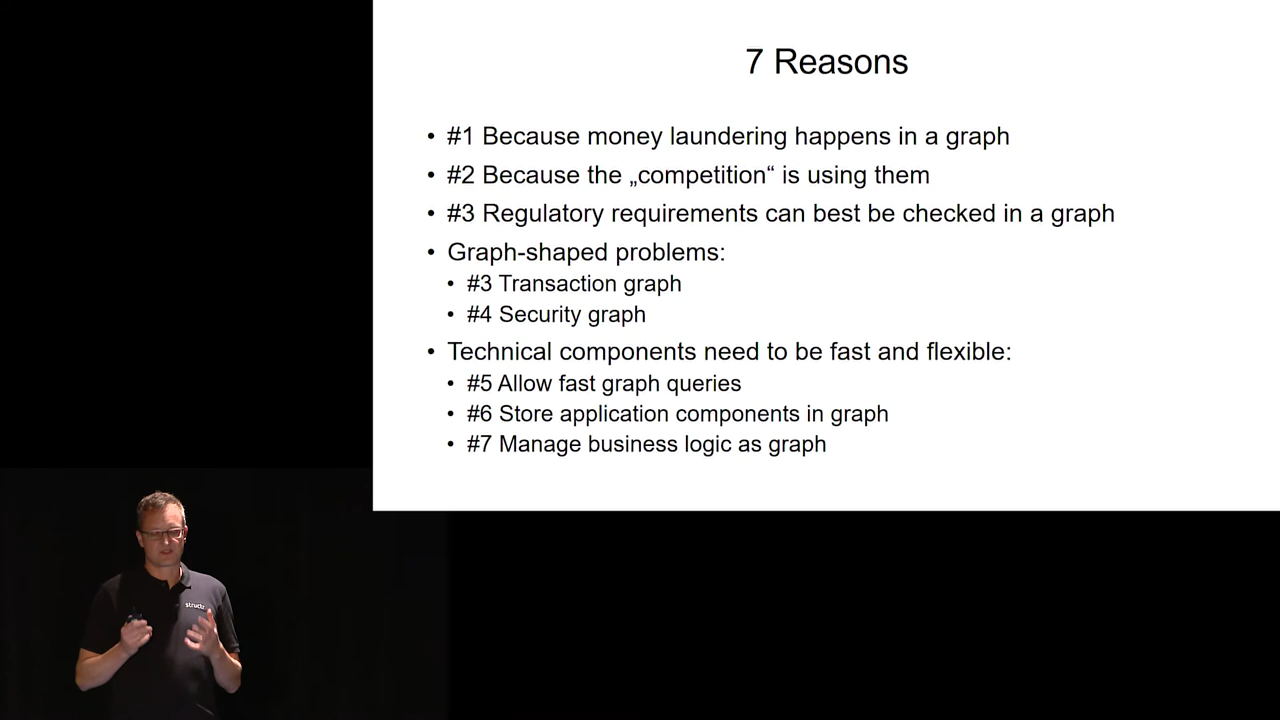 7 Reasons
• #1 Because money laundering happens in a graph
• #2 Because the „competition“ is using them
• #3 Regulatory requirements can best be checked in a graph
• Graph-shaped problems:
• #3 Transaction graph
• #4 Security graph
• Technical components need to be fast and flexible:
• #5 Allow fast graph queries
• #6 Store application components in graph
• #7 Manage business logic as graph
structr